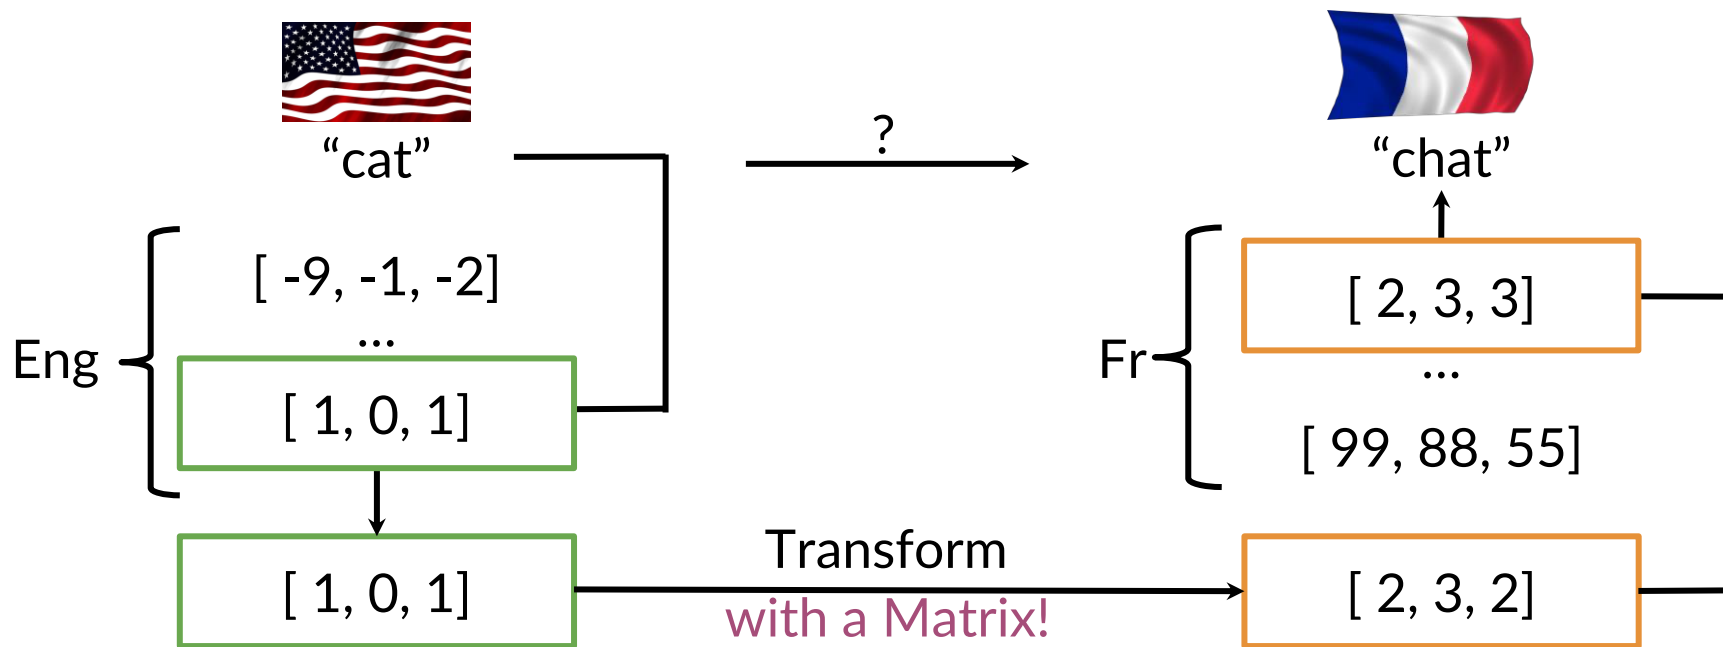 ?
“cat”
“chat”
[ -9, -1, -2]
...
Eng
[ 1, 0, 1]
[ 2, 3, 3]
Fr
...
[ 99, 88, 55]
[ 1, 0, 1]
Transform
with a Matrix!
[ 2, 3, 2]